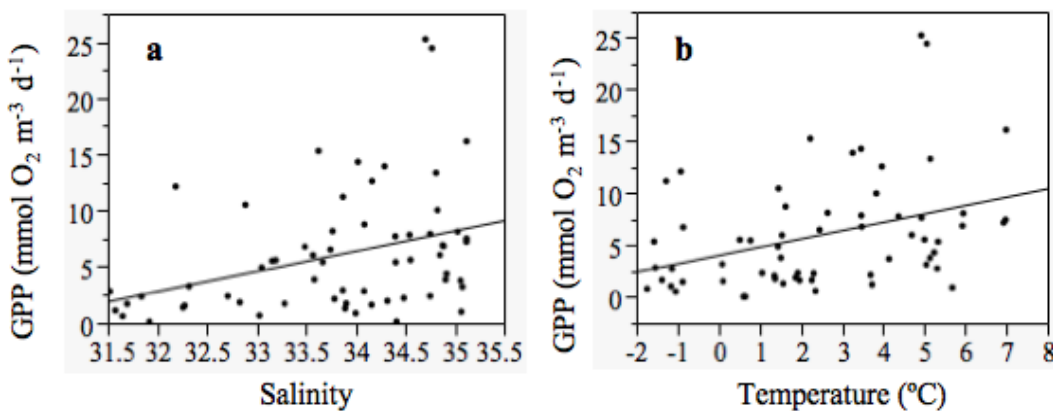 a
GPP (mmol O₂ m⁻³ d⁻¹)
25
20
15
10
5
0
31.5 32 32.5 33 33.5 34 34.5 35 35.5
Salinity
b
GPP (mmol O₂ m⁻³ d⁻¹)
25
20
15
10
5
0
-2 -1 0 1 2 3 4 5 6 7 8
Temperature (ºC)